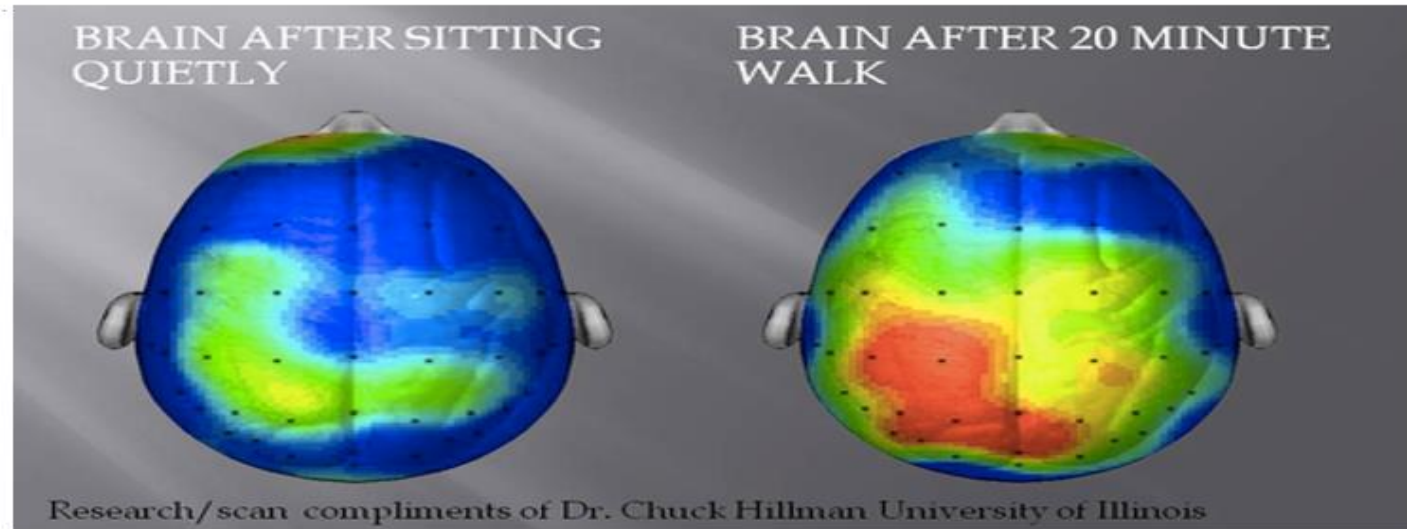 BRAIN AFTER SITTING
QUIETLY
BRAIN AFTER 20 MINUTE
WALK
Research/scan compliments of Dr. Chuck Hillman University of Illinois